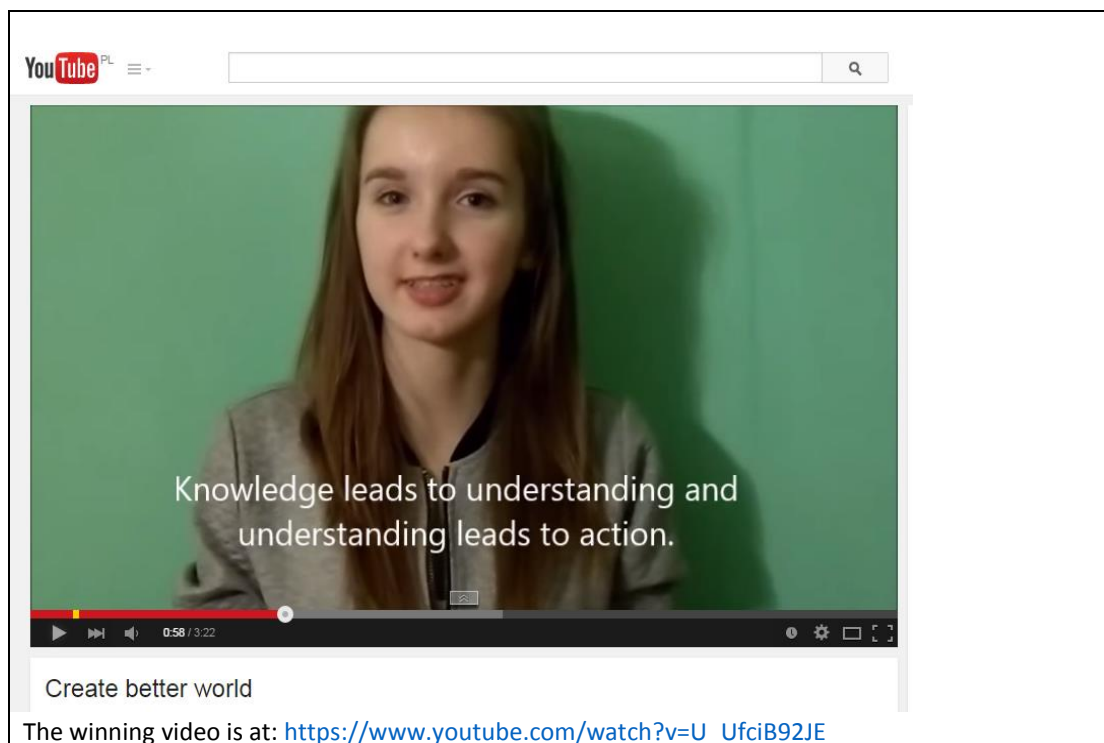 YouTube PL
Knowledge leads to understanding and
understanding leads to action.
0:58 / 3:22
Create better world
The winning video is at: https://www.youtube.com/watch?v=U_UfciB92JE